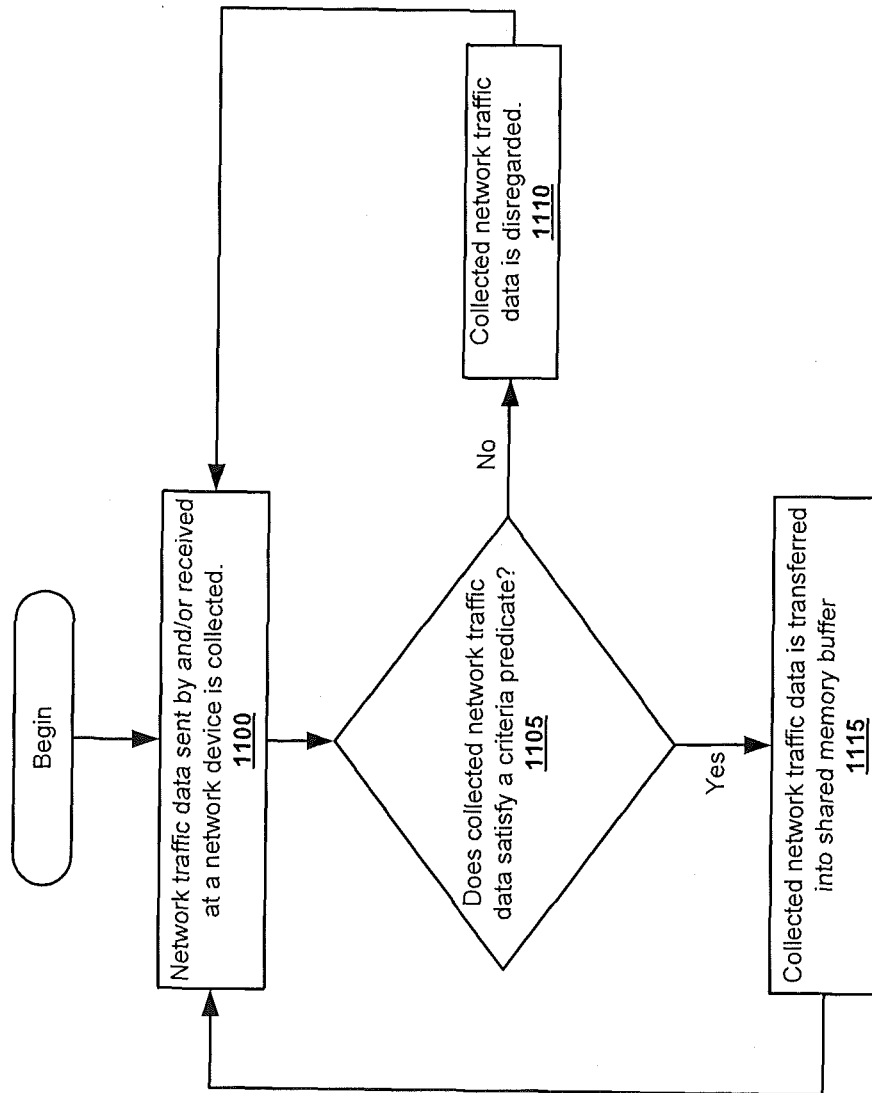 Begin
Network traffic data sent by and/or received
at a network device is collected.
1100
Does collected network traffic
data satisfy a criteria predicate?
1105
No
Collected network traffic
data is disregarded.
1110
Yes
Collected network traffic data is transferred
into shared memory buffer
1115